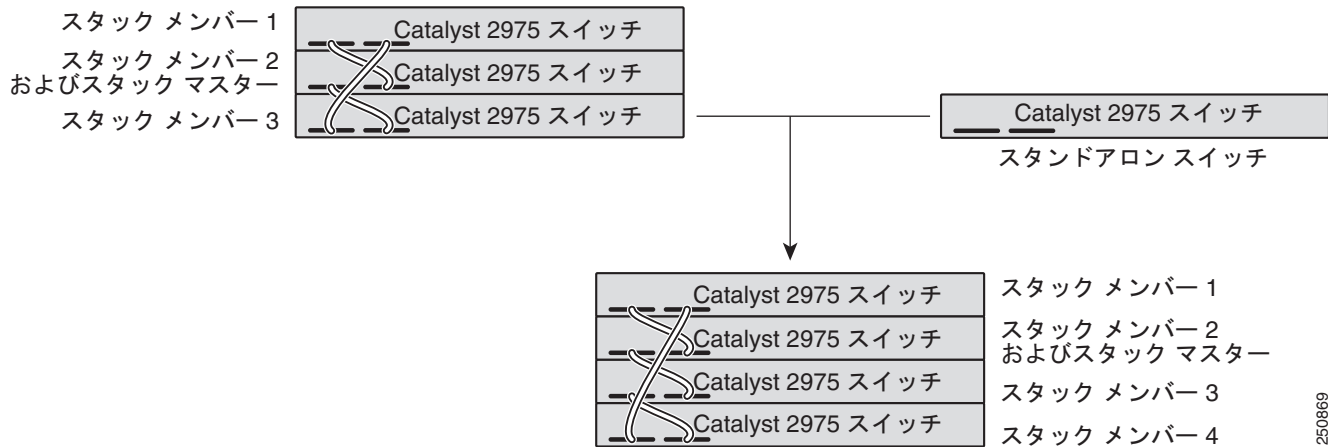 スタック メンバー 1
Catalyst 2975 スイッチ
スタック メンバー 2
およびスタック マスター
Catalyst 2975 スイッチ
スタック メンバー 3
Catalyst 2975 スイッチ
Catalyst 2975 スイッチ
スタンドアロン スイッチ
Catalyst 2975 スイッチ
スタック メンバー 1
Catalyst 2975 スイッチ
スタック メンバー 2
およびスタック マスター
Catalyst 2975 スイッチ
スタック メンバー 3
Catalyst 2975 スイッチ
スタック メンバー 4
250869